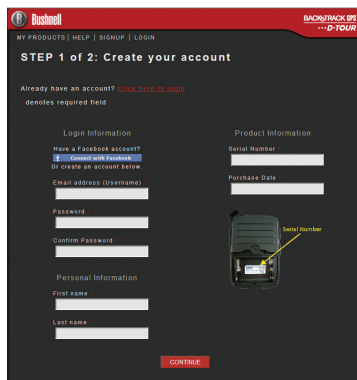 Bushnell
BACKTRACK GPS
D-TOUR
MY PRODUCTS | HELP | SIGNUP | LOGIN
STEP 1 of 2: Create your account
Already have an account? Click here to login
* denotes required field
Login Information
Have a Facebook account?
f Connect with Facebook
Or create an account below.
Email address (Username) *
Password *
Confirm Password *
Personal Information
First name *
Last name *
Product Information
Serial Number *
Purchase Date *
Serial Number
CONTINUE